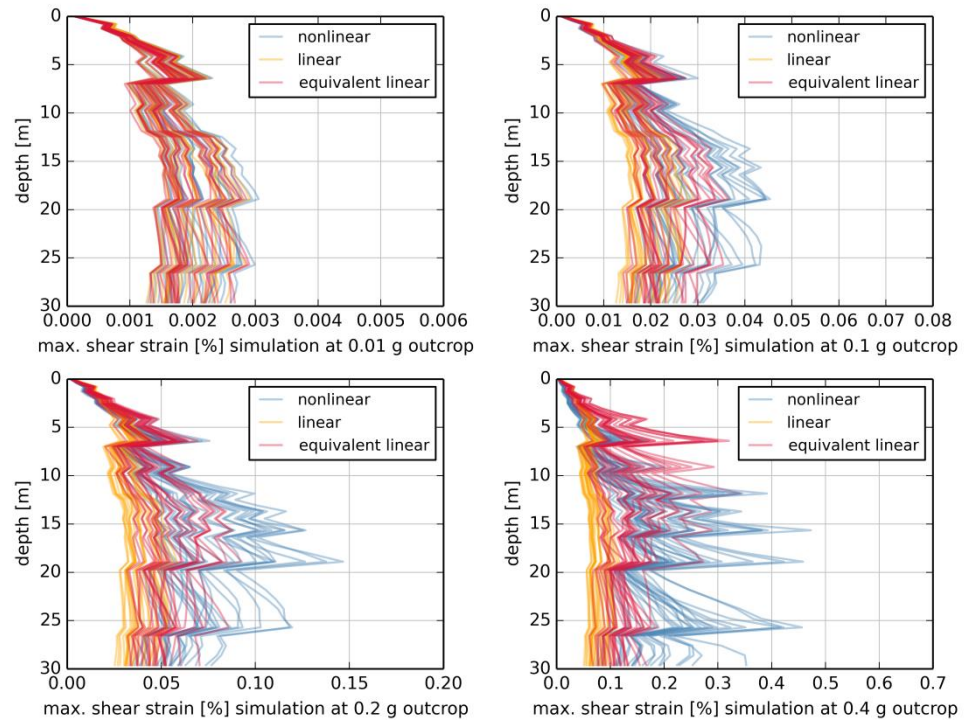 0
5
10
15
20
25
30
depth [m]
nonlinear
linear
equivalent linear
0.000 0.001 0.002 0.003 0.004 0.005 0.006
max. shear strain [%] simulation at 0.01 g outcrop
0
5
10
15
20
25
30
depth [m]
nonlinear
linear
equivalent linear
0.00 0.01 0.02 0.03 0.04 0.05 0.06 0.07 0.08
max. shear strain [%] simulation at 0.1 g outcrop
0
5
10
15
20
25
30
depth [m]
nonlinear
linear
equivalent linear
0.00 0.05 0.10 0.15 0.20
max. shear strain [%] simulation at 0.2 g outcrop
0
5
10
15
20
25
30
depth [m]
nonlinear
linear
equivalent linear
0.0 0.1 0.2 0.3 0.4 0.5 0.6 0.7
max. shear strain [%] simulation at 0.4 g outcrop